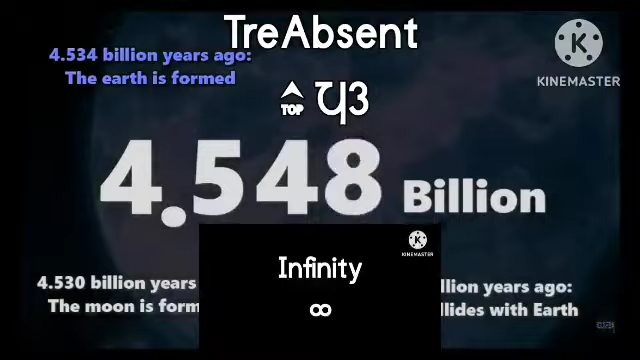 TreAbsent
4.534 billion years ago:
The earth is formed
KINEMASTER
TOP
4.548 Billion
KINEMASTER
Infinity
∞
4.530 billion years
The moon is form
llion years ago:
llides with Earth